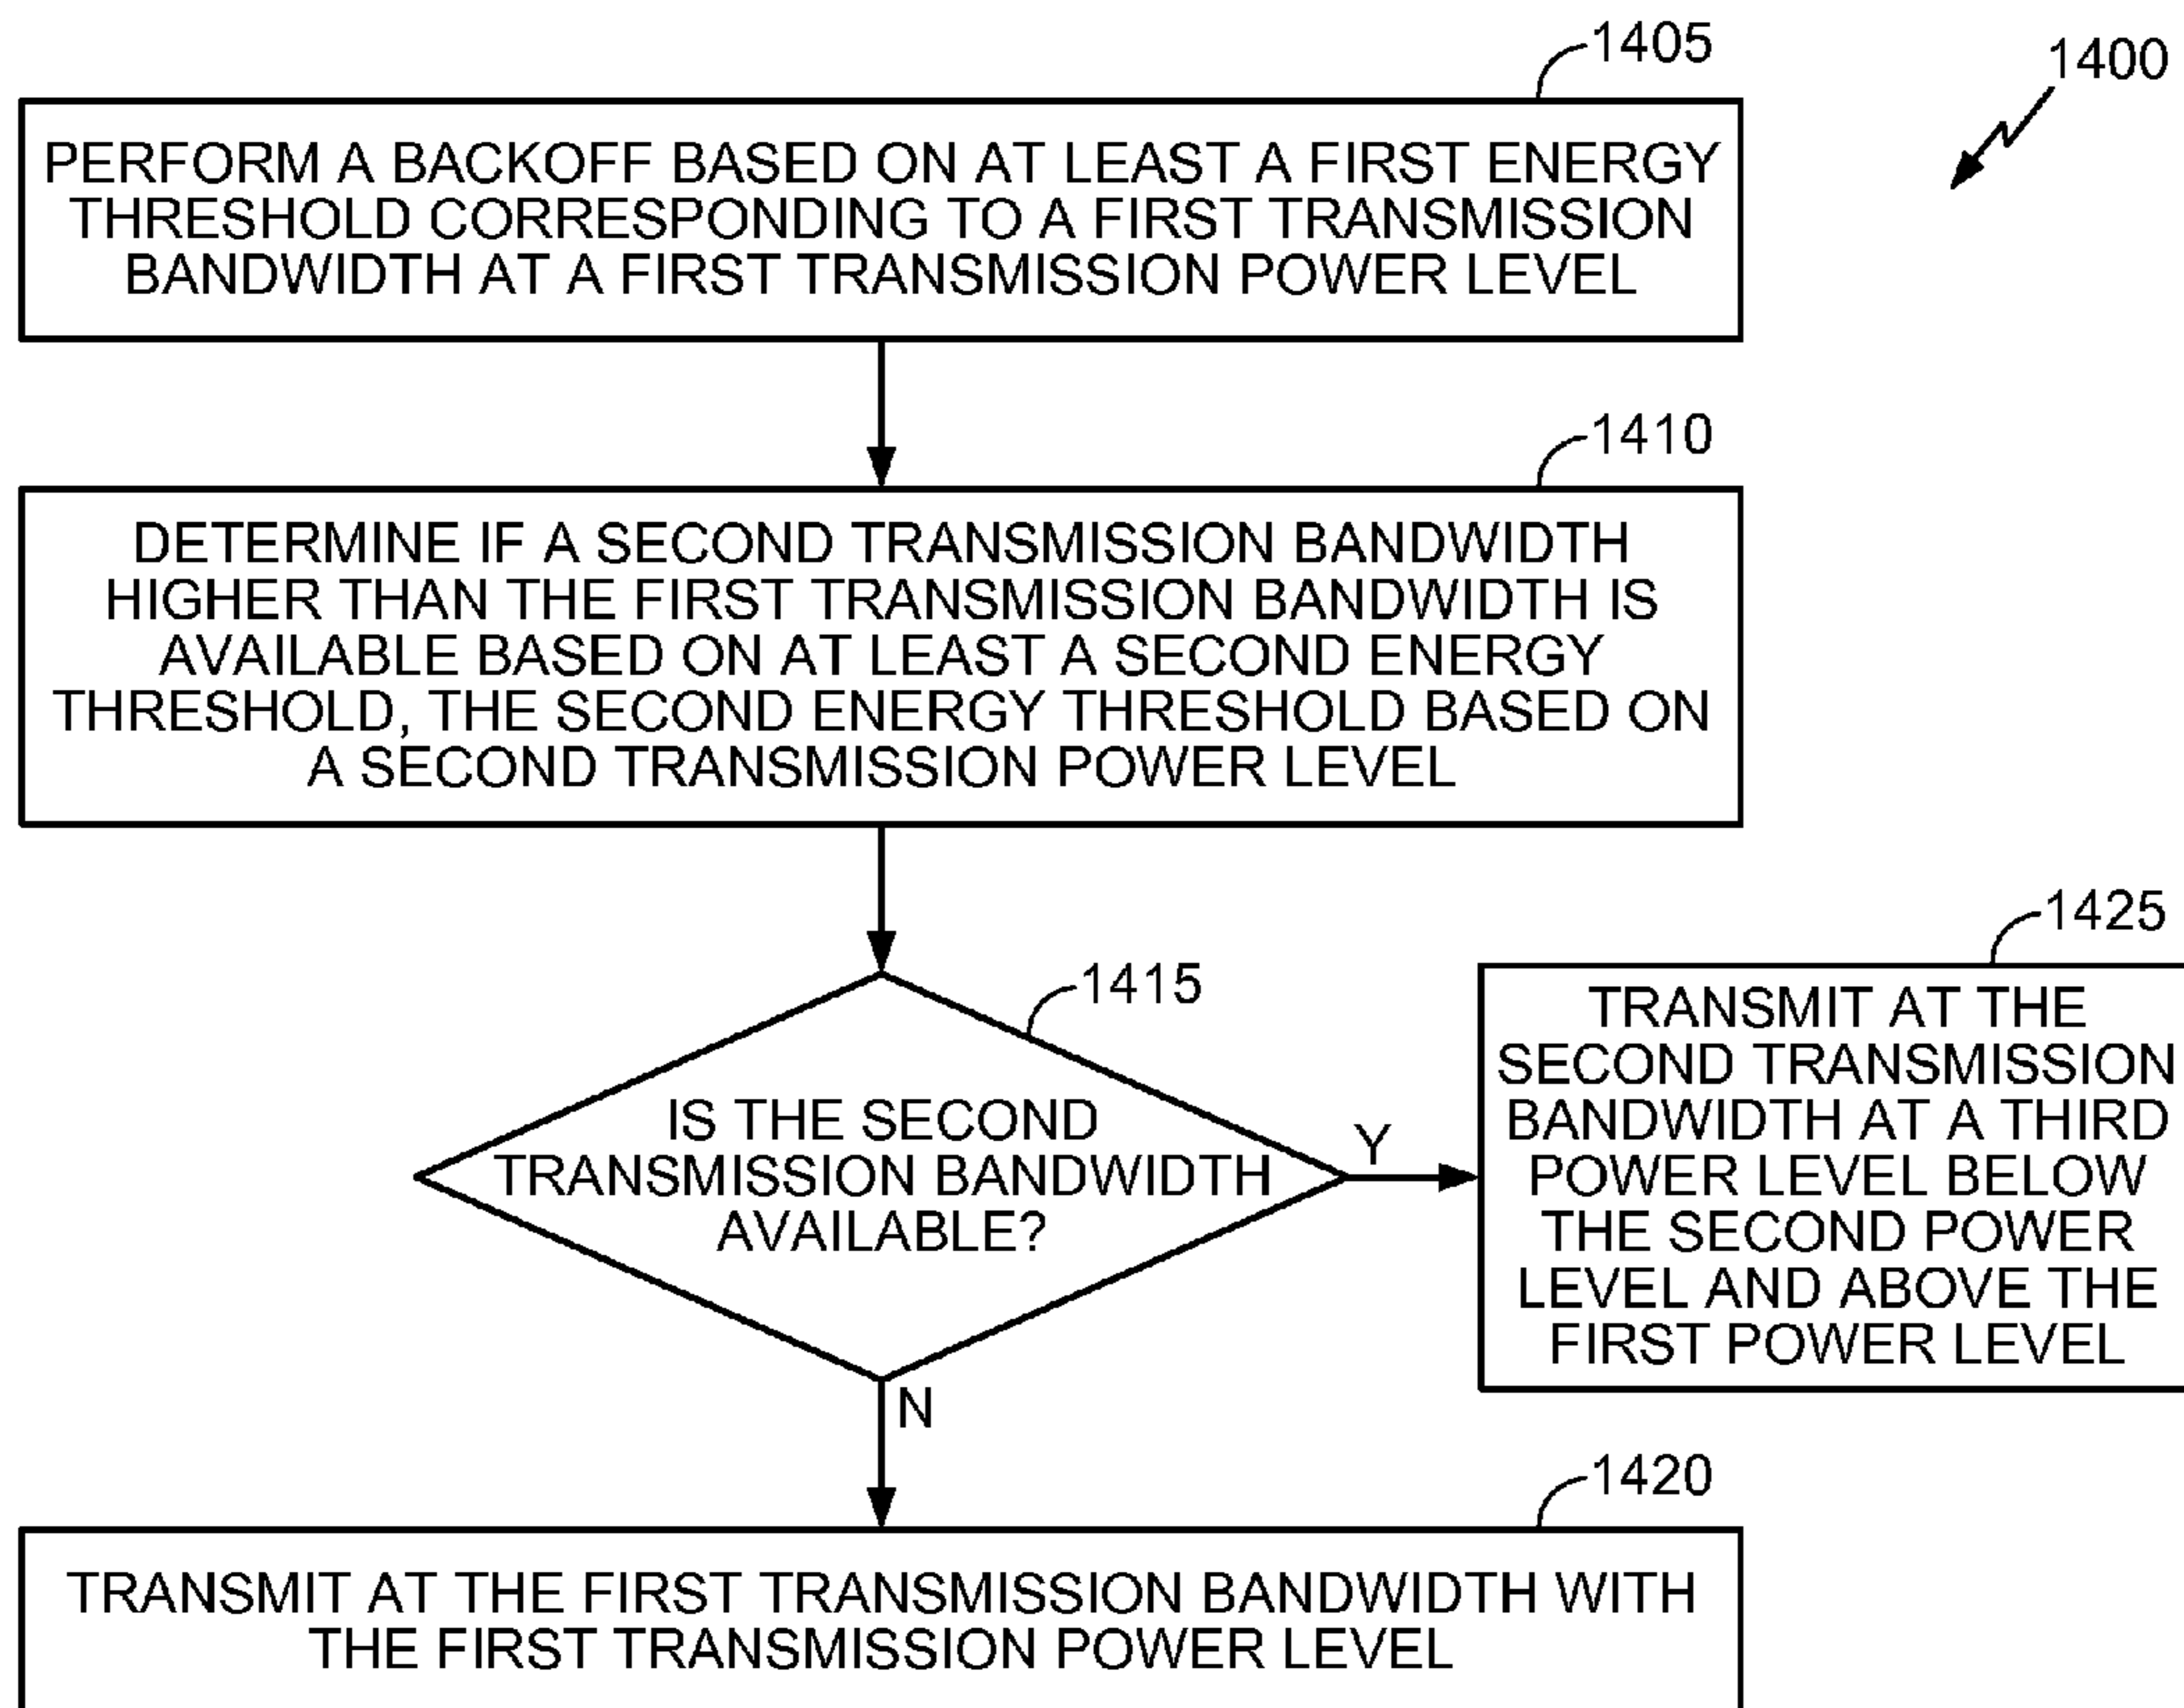 1405
1400
PERFORM A BACKOFF BASED ON AT LEAST A FIRST ENERGY
THRESHOLD CORRESPONDING TO A FIRST TRANSMISSION
BANDWIDTH AT A FIRST TRANSMISSION POWER LEVEL
1410
DETERMINE IF A SECOND TRANSMISSION BANDWIDTH
HIGHER THAN THE FIRST TRANSMISSION BANDWIDTH IS
AVAILABLE BASED ON AT LEAST A SECOND ENERGY
THRESHOLD, THE SECOND ENERGY THRESHOLD BASED ON
A SECOND TRANSMISSION POWER LEVEL
1415
IS THE SECOND
TRANSMISSION BANDWIDTH
AVAILABLE?
Y
N
1425
TRANSMIT AT THE
SECOND TRANSMISSION
BANDWIDTH AT A THIRD
POWER LEVEL BELOW
THE SECOND POWER
LEVEL AND ABOVE THE
FIRST POWER LEVEL
1420
TRANSMIT AT THE FIRST TRANSMISSION BANDWIDTH WITH
THE FIRST TRANSMISSION POWER LEVEL